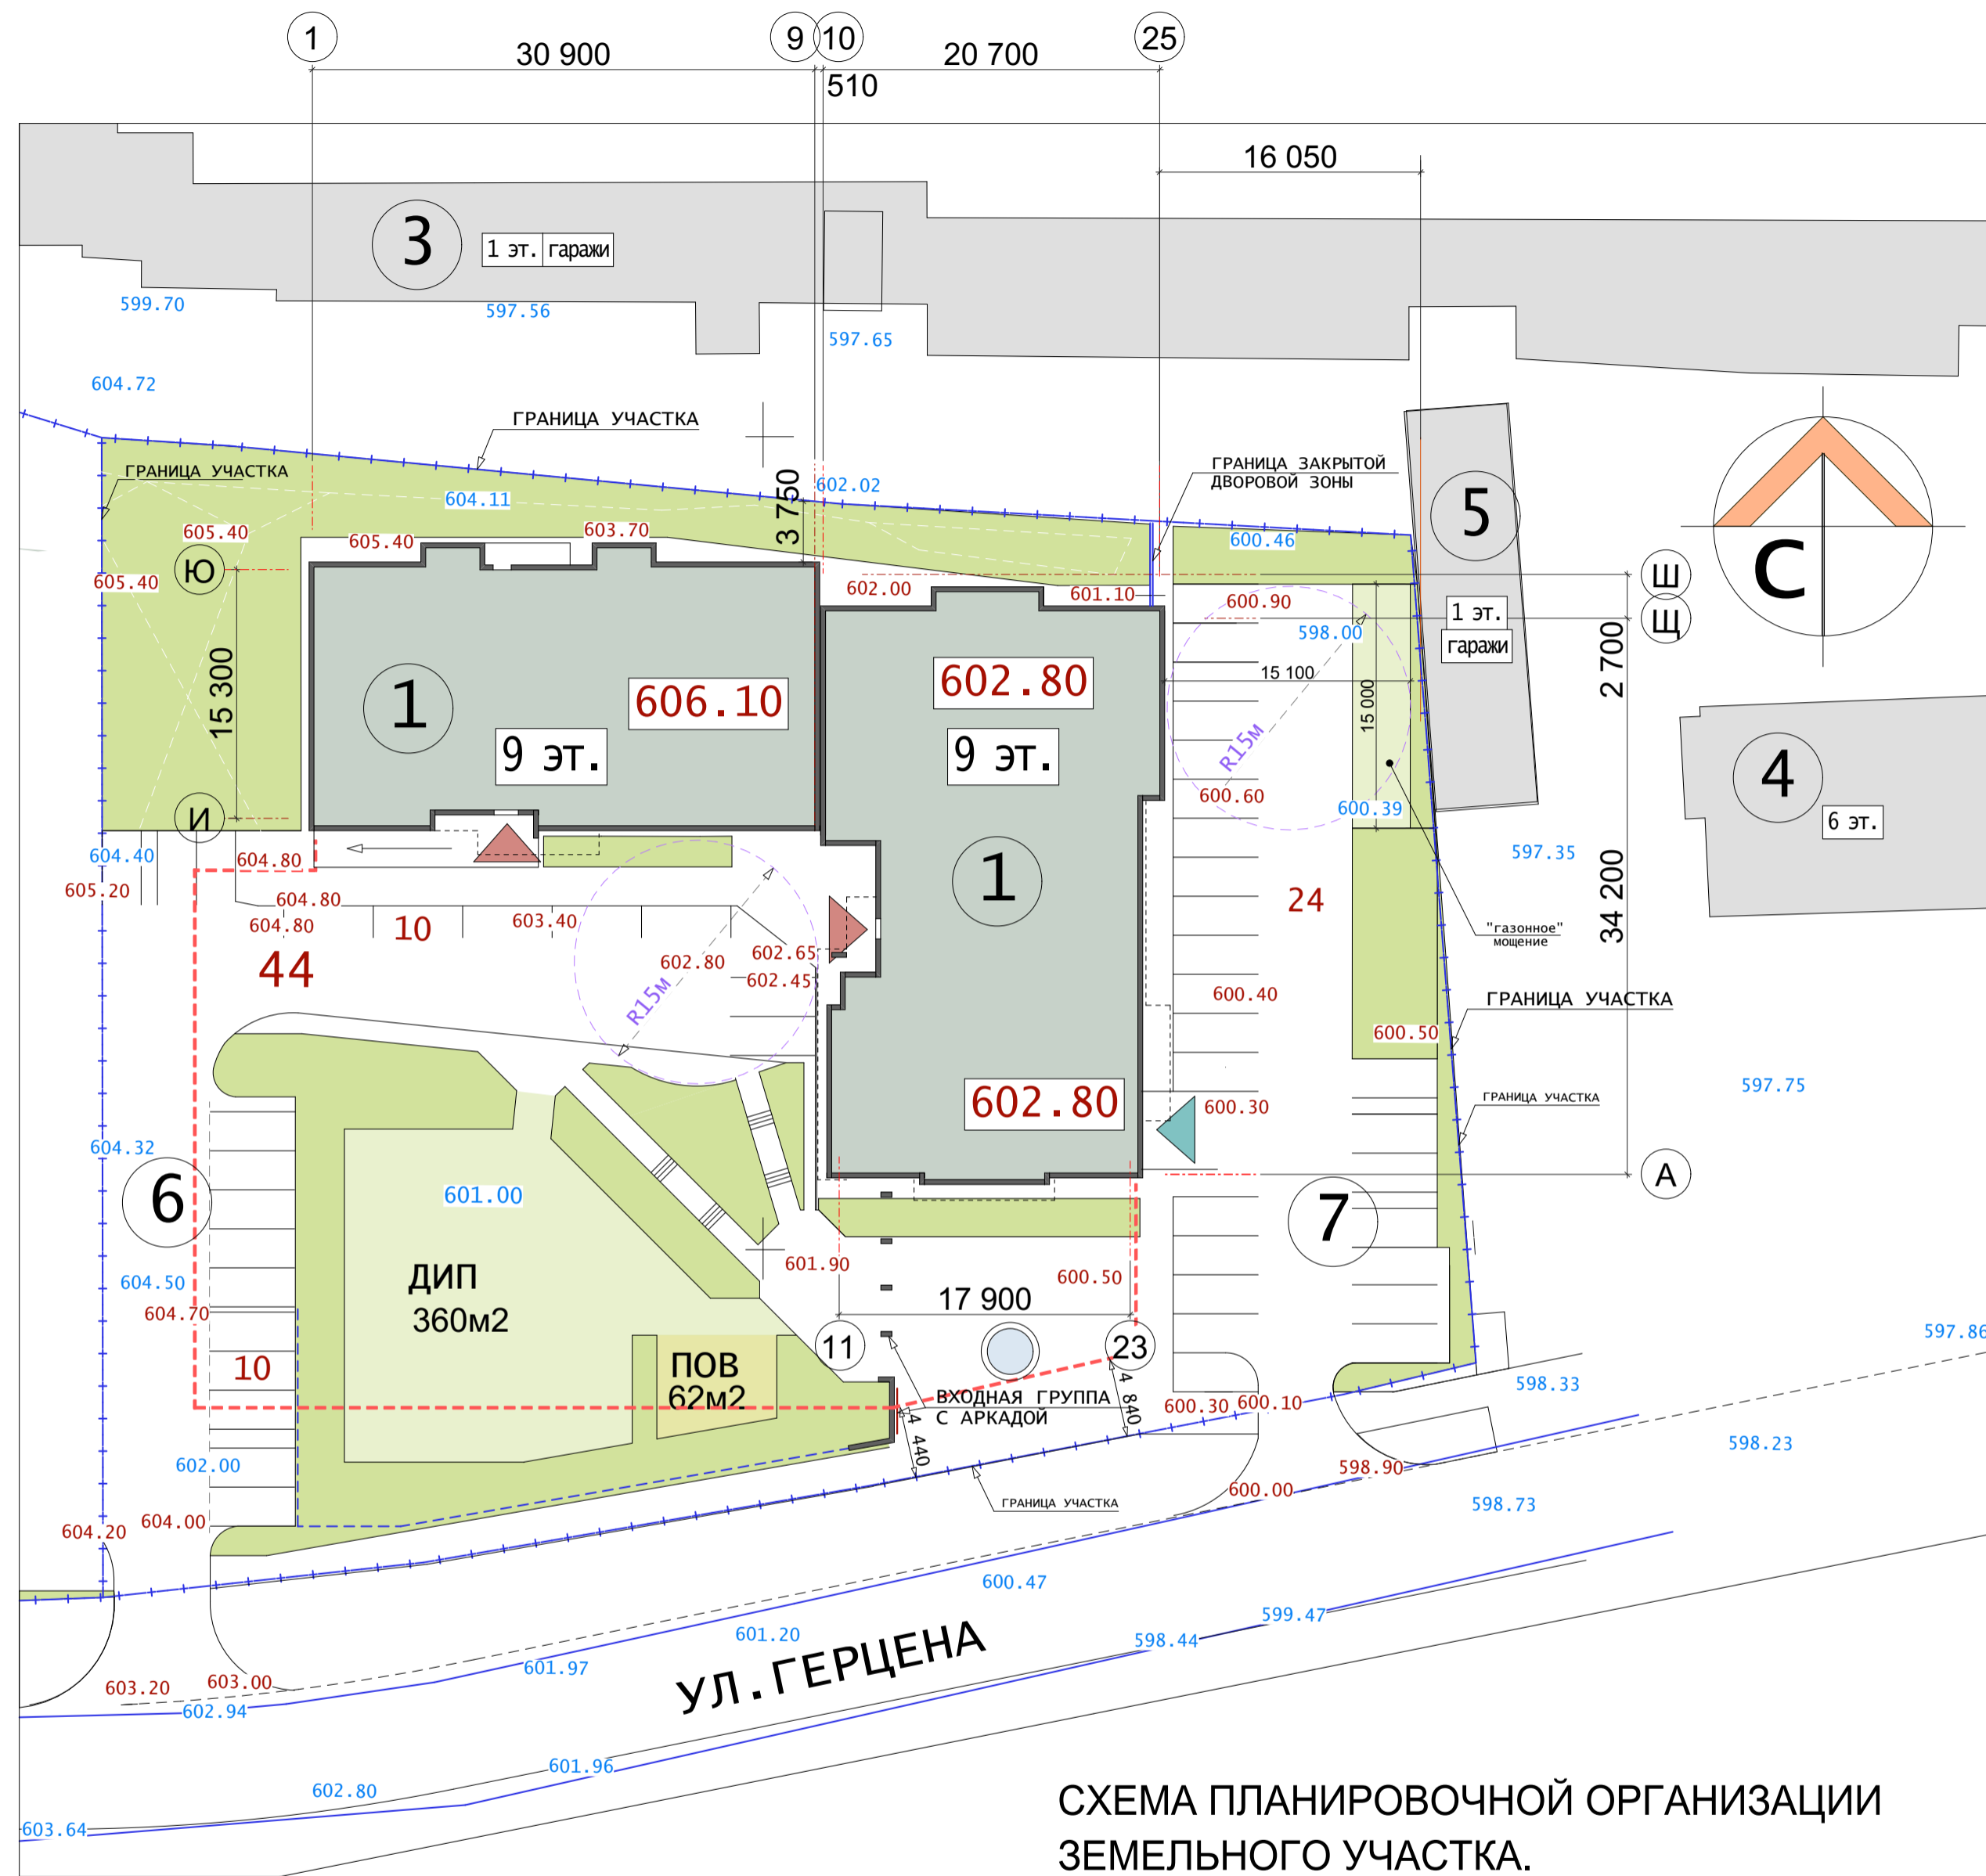 1
9
10
25
30 900
20 700
510
16 050
3
1 эт.
гаражи
599.70
597.56
597.65
604.72
ГРАНИЦА УЧАСТКА
ГРАНИЦА УЧАСТКА
604.11
602.02
3 750
ГРАНИЦА ЗАКРЫТОЙ
ДВОРОВОЙ ЗОНЫ
5
С
605.40
605.40
603.70
600.46
Ю
605.40
602.00
601.10
600.90
Ш
Щ
598.00
1 эт.
гаражи
2 700
15 300
1
606.10
602.80
15 100
15 000
R15м
9 эт.
9 эт.
4
6 эт.
И
600.60
600.39
604.40
604.80
605.20
597.35
1
604.80
604.80
10
603.40
24
34 200
"газонное"
мощение
44
602.80
602.65
602.45
R15м
600.40
ГРАНИЦА УЧАСТКА
600.50
597.75
602.80
600.30
ГРАНИЦА УЧАСТКА
604.32
6
601.00
А
7
601.90
600.50
604.50
604.70
ДИП
360м2
17 900
11
23
597.86
10
ПОВ
62м2
ВХОДНАЯ ГРУППА
С АРКАДОЙ
4 840
4 440
600.30
600.10
598.33
602.00
598.23
598.90
600.00
598.73
ГРАНИЦА УЧАСТКА
604.20
604.00
600.47
599.47
601.20
598.44
601.97
УЛ.ГЕРЦЕНА
603.20
603.00
602.94
601.96
602.80
603.64
СХЕМА ПЛАНИРОВОЧНОЙ ОРГАНИЗАЦИИ
ЗЕМЕЛЬНОГО УЧАСТКА.